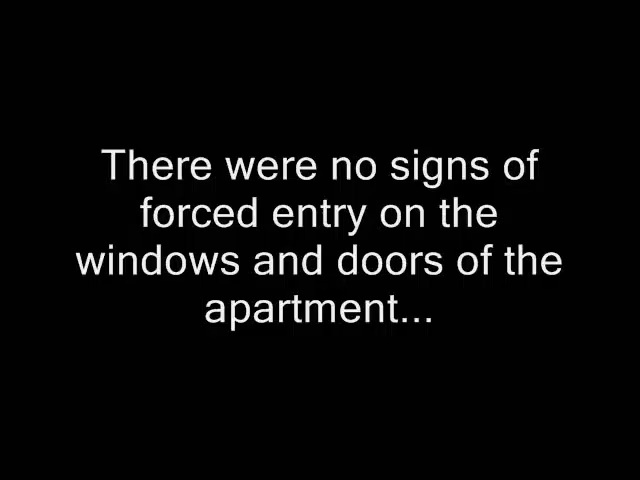 There were no signs of
forced entry on the
windows and doors of the
apartment...